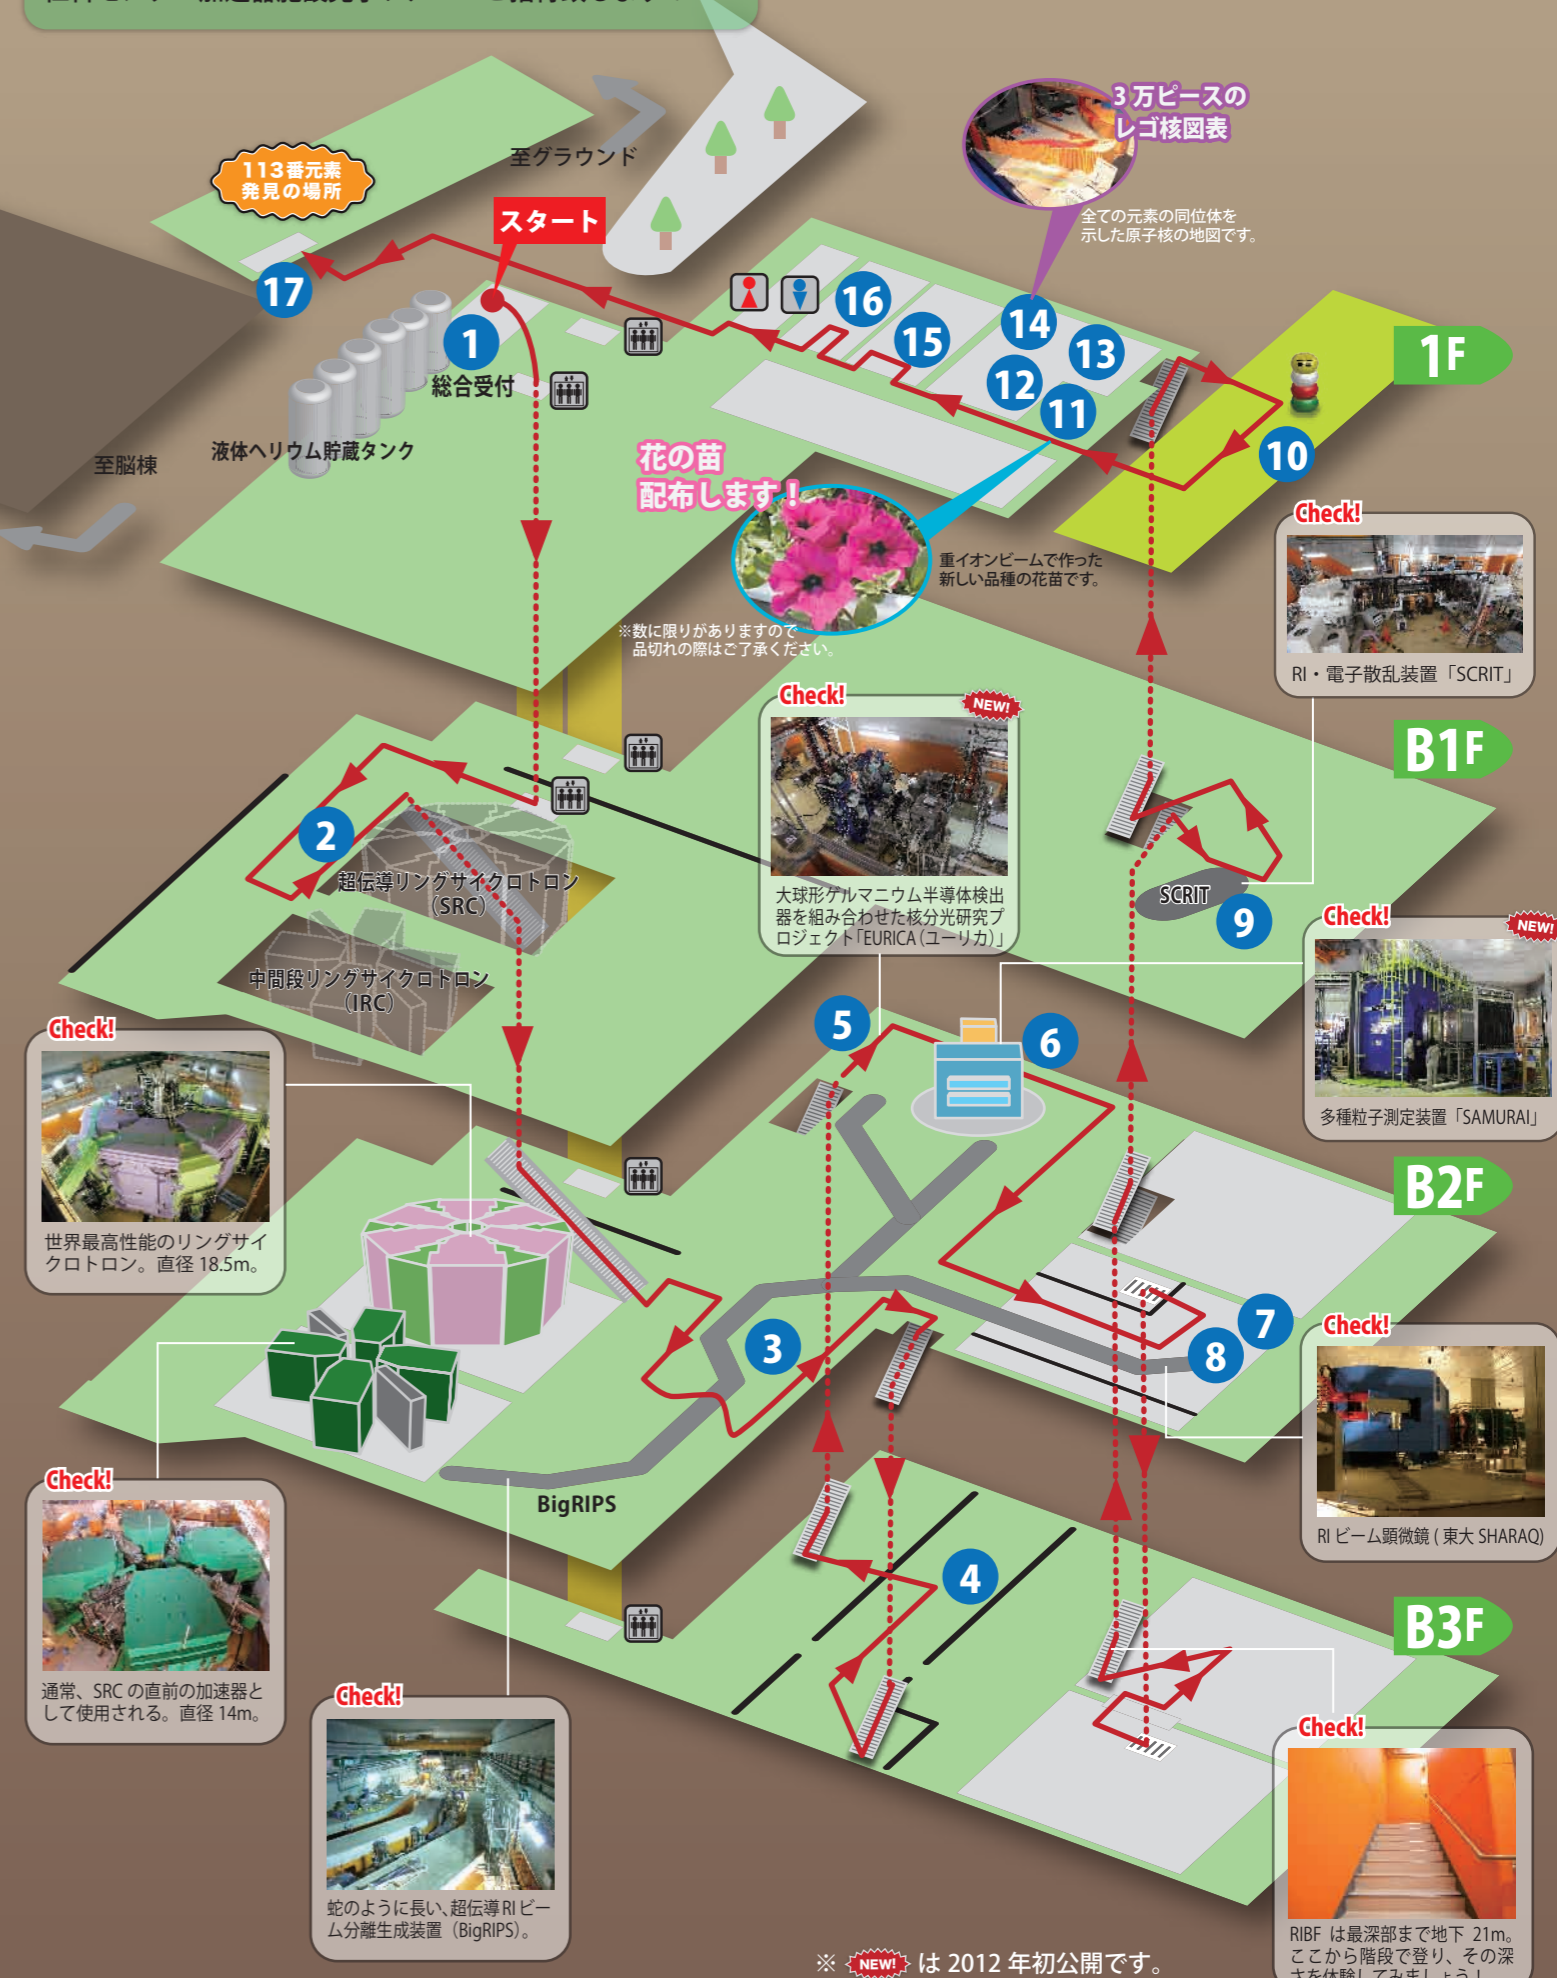 113番元素
発見の場所
至グラウンド
スタート
3万ピースの
レゴ核図表
全ての元素の同位体を
示した原子核の地図です。
17
1
総合受付
16
15
14
13
12
11
10
1F
液体ヘリウム貯蔵タンク
至脳棟
花の苗
配布します！
重イオンビームで作った
新しい品種の花苗です。
※数に限りがありますので
品切れの際はご了承ください。
Check!
RI・電子散乱装置「SCRIT」
B1F
Check!
NEW!
大球形ゲルマニウム半導体検出
器を組み合わせた核分光研究プ
ロジェクト「EURICA（ユーリカ）」
2
超伝導リングサイクロトロン
（SRC）
中間段リングサイクロトロン
（IRC）
SCRIT
9
Check!
NEW!
多種粒子測定装置「SAMURAI」
5
6
B2F
Check!
世界最高性能のリングサイ
クロトロン。直径 18.5m。
3
7
8
Check!
RI ビーム顕微鏡 ( 東大 SHARAQ)
BigRIPS
4
B3F
Check!
通常、SRC の直前の加速器と
して使用される。直径 14m。
Check!
蛇のように長い、超伝導 RI ビー
ム分離生成装置（BigRIPS）。
Check!
RIBF は最深部まで地下 21m。
ここから階段で登り、その深
さを体験してみましょう！
※ NEW! は 2012 年初公開です。